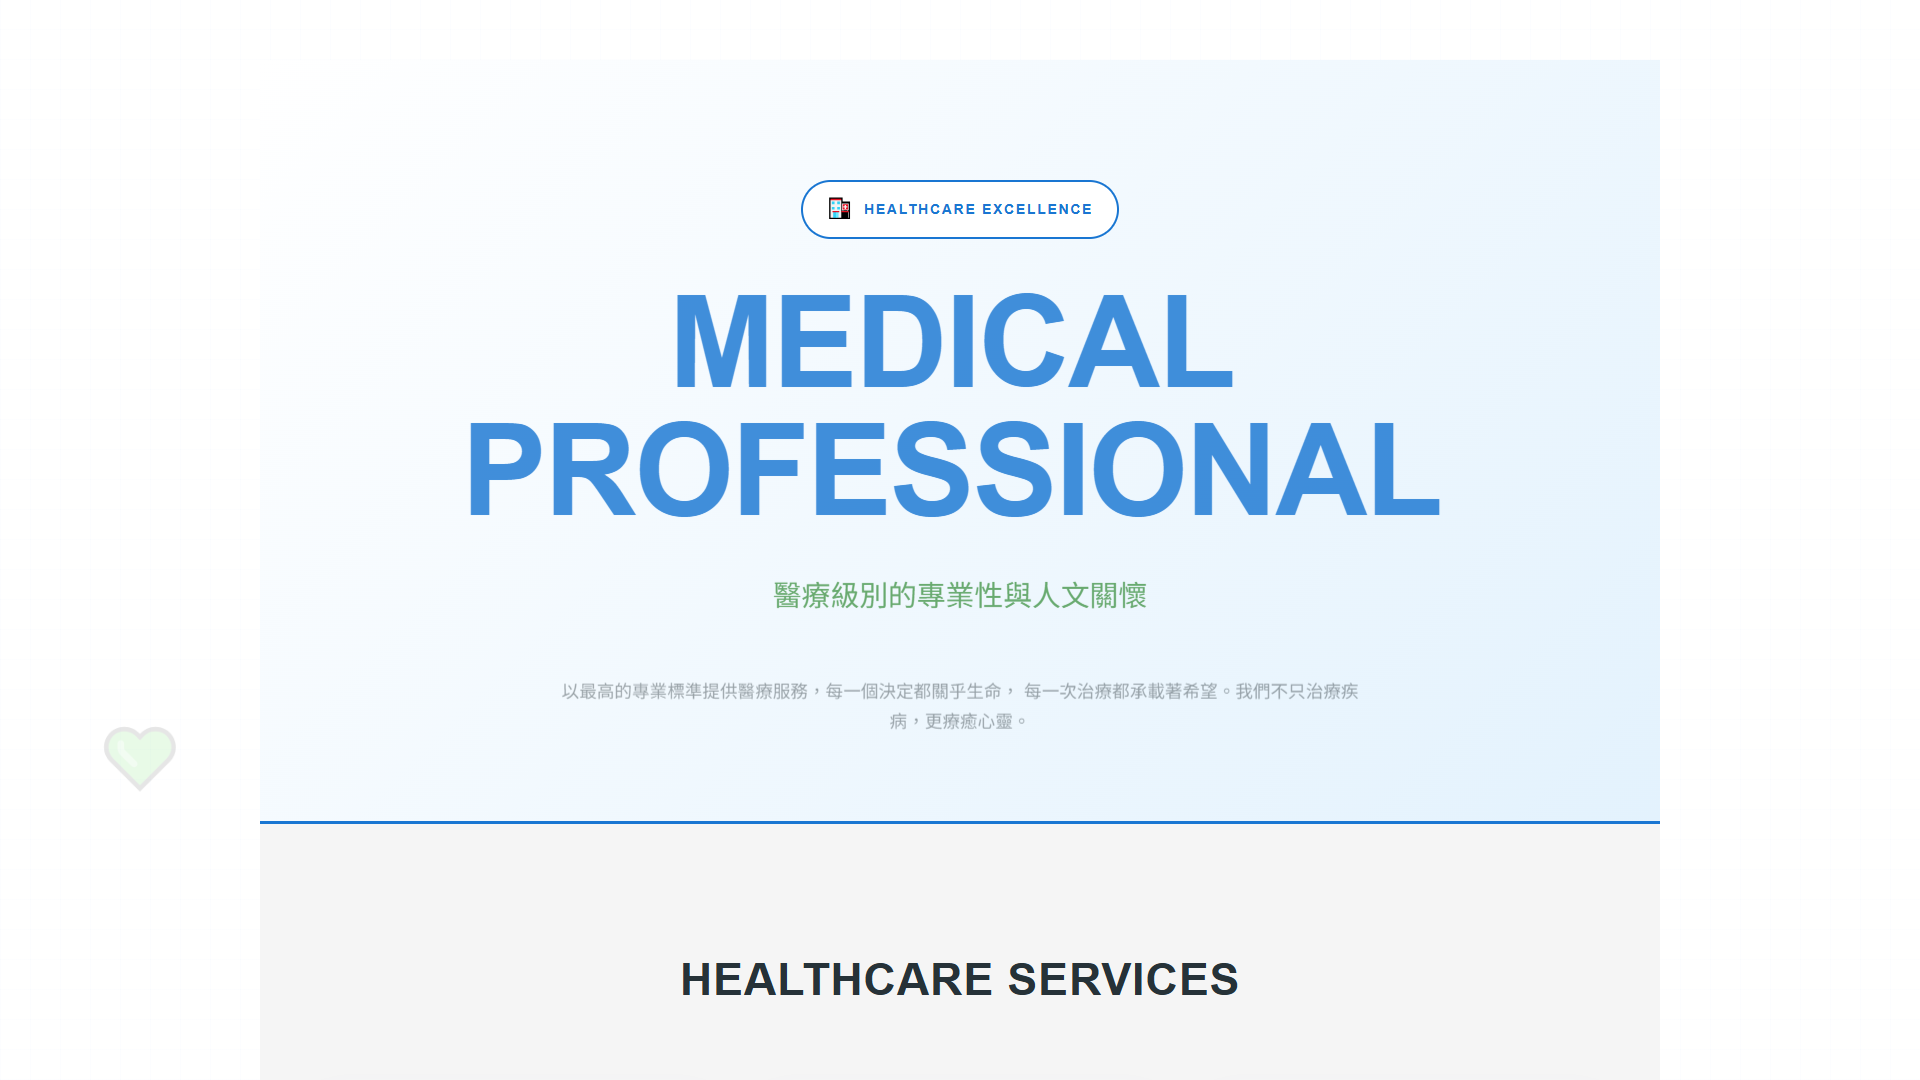 HEALTHCARE EXCELLENCE
MEDICAL
PROFESSIONAL
醫療級別的專業性與人文關懷
以最高的專業標準提供醫療服務，每一個決定都關乎生命， 每一次治療都承載著希望。我們不只治療疾
病，更療癒心靈。
HEALTHCARE SERVICES